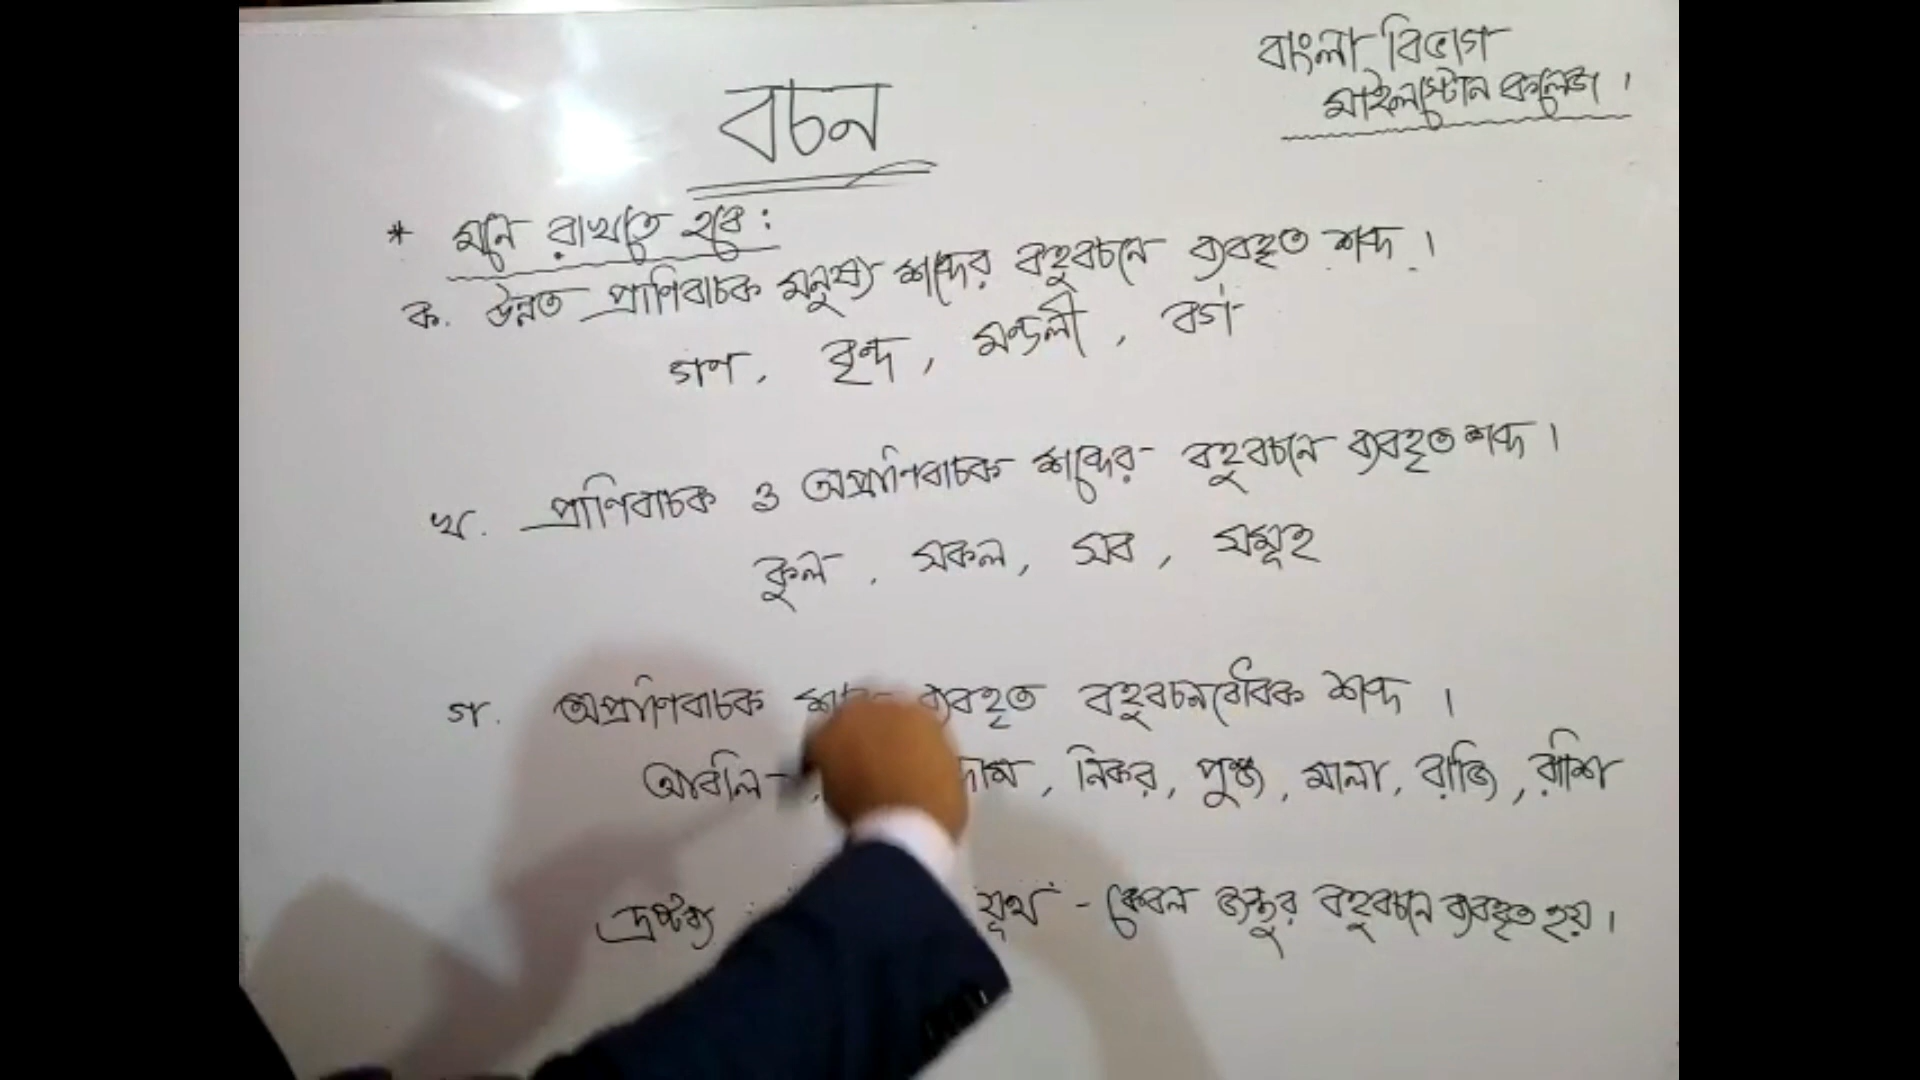 বাংলা বিভাগ
মাইলস্টোন কলেজ।
বচন
* মনে রাখতে হবে:
ক. উন্নত প্রাণিবাচক মনুষ্য শব্দের বহুবচনে ব্যবহৃত শব্দ।
গণ, বৃন্দ, মন্ডলী, বর্গ
খ. প্রাণিবাচক ও অপ্রাণিবাচক শব্দের বহুবচনে ব্যবহৃত শব্দ।
কুল, সকল, সব, সমূহ
গ. অপ্রাণিবাচক ব্যবহৃত বহুবচনবোধক শব্দ।
আবলি, দাম, নিকর, পুঞ্জ, মালা, রাজি, রাশি
দ্রষ্টব্য যূথ - কেবল জন্তুর বহুবচনে ব্যবহৃত হয়।